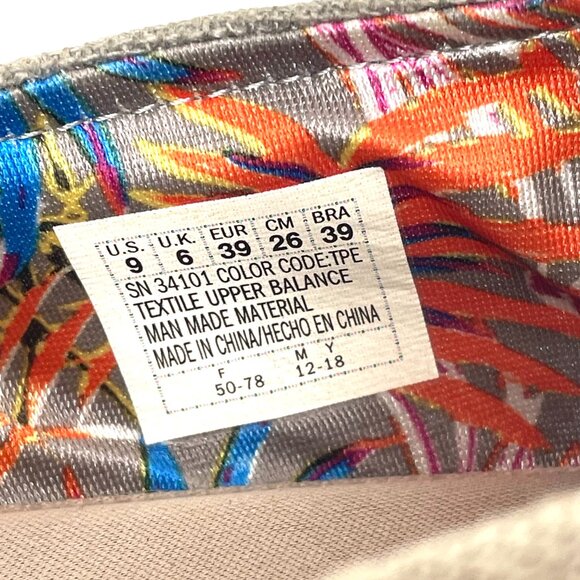 U.S. U.K. EUR CM BRA
9 6 39 26 39
SN 34101 COLOR CODE:TPE
TEXTILE UPPER BALANCE
MAN MADE MATERIAL
MADE IN CHINA/HECHO EN CHINA
F M Y
50-78 12-18